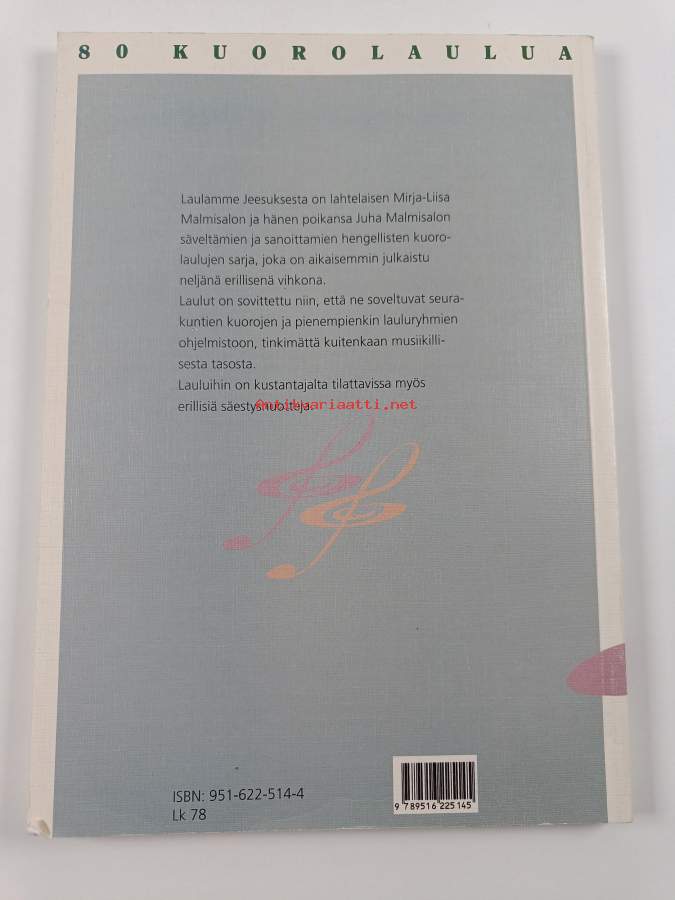 80 KUOROLAULUA
Laulamme Jeesuksesta on lahtelaisen Mirja-Liisa
Malmisalon ja hänen poikansa Juha Malmisalon
säveltämien ja sanoittamien hengellisten kuoro-
laulujen sarja, joka on aikaisemmin julkaistu
neljänä erillisenä vihkona.
Laulut on sovittettu niin, että ne soveltuvat seura-
kuntien kuorojen ja pienempienkin lauluryhmien
ohjelmistoon, tinkimättä kuitenkaan musiikilli-
sesta tasosta.
Lauluihin on kustantajalta tilattavissa myös
erillisiä säestysnuotteja.
antikvariaatti.net
ISBN: 951-622-514-4
Lk 78
9 789516 225145